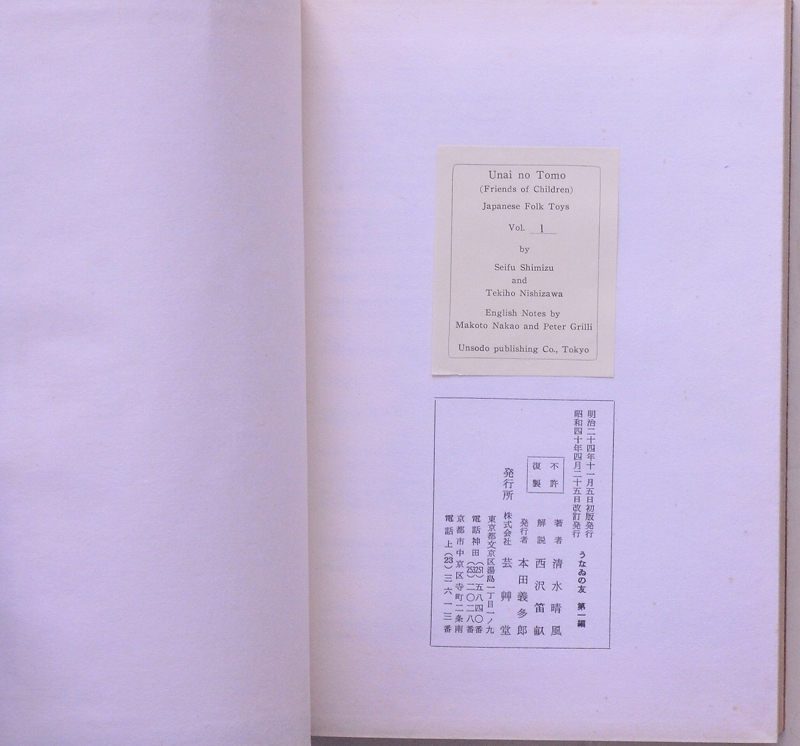 Unai no Tomo
(Friends of Children)
Japanese Folk Toys
Vol. 1
by
Seifu Shimizu
and
Tekiho Nishizawa
English Notes by
Makoto Nakao and Peter Grilli
Unsodo publishing Co., Tokyo
明治二十四年十一月五日初版発行
昭和四十年四月二十五日改訂発行
うなゐの友 第一編
不許
復製
著者 清水晴風
解説 西沢笛畝
発行者 本田義多郎
発行所 株式会社 芸艸堂
東京都文京区湯島一丁目一ノ九
電話神田(253251)五八四〇番
二〇二八番
京都市中京区寺町二条南
電話上(23)三六一三番